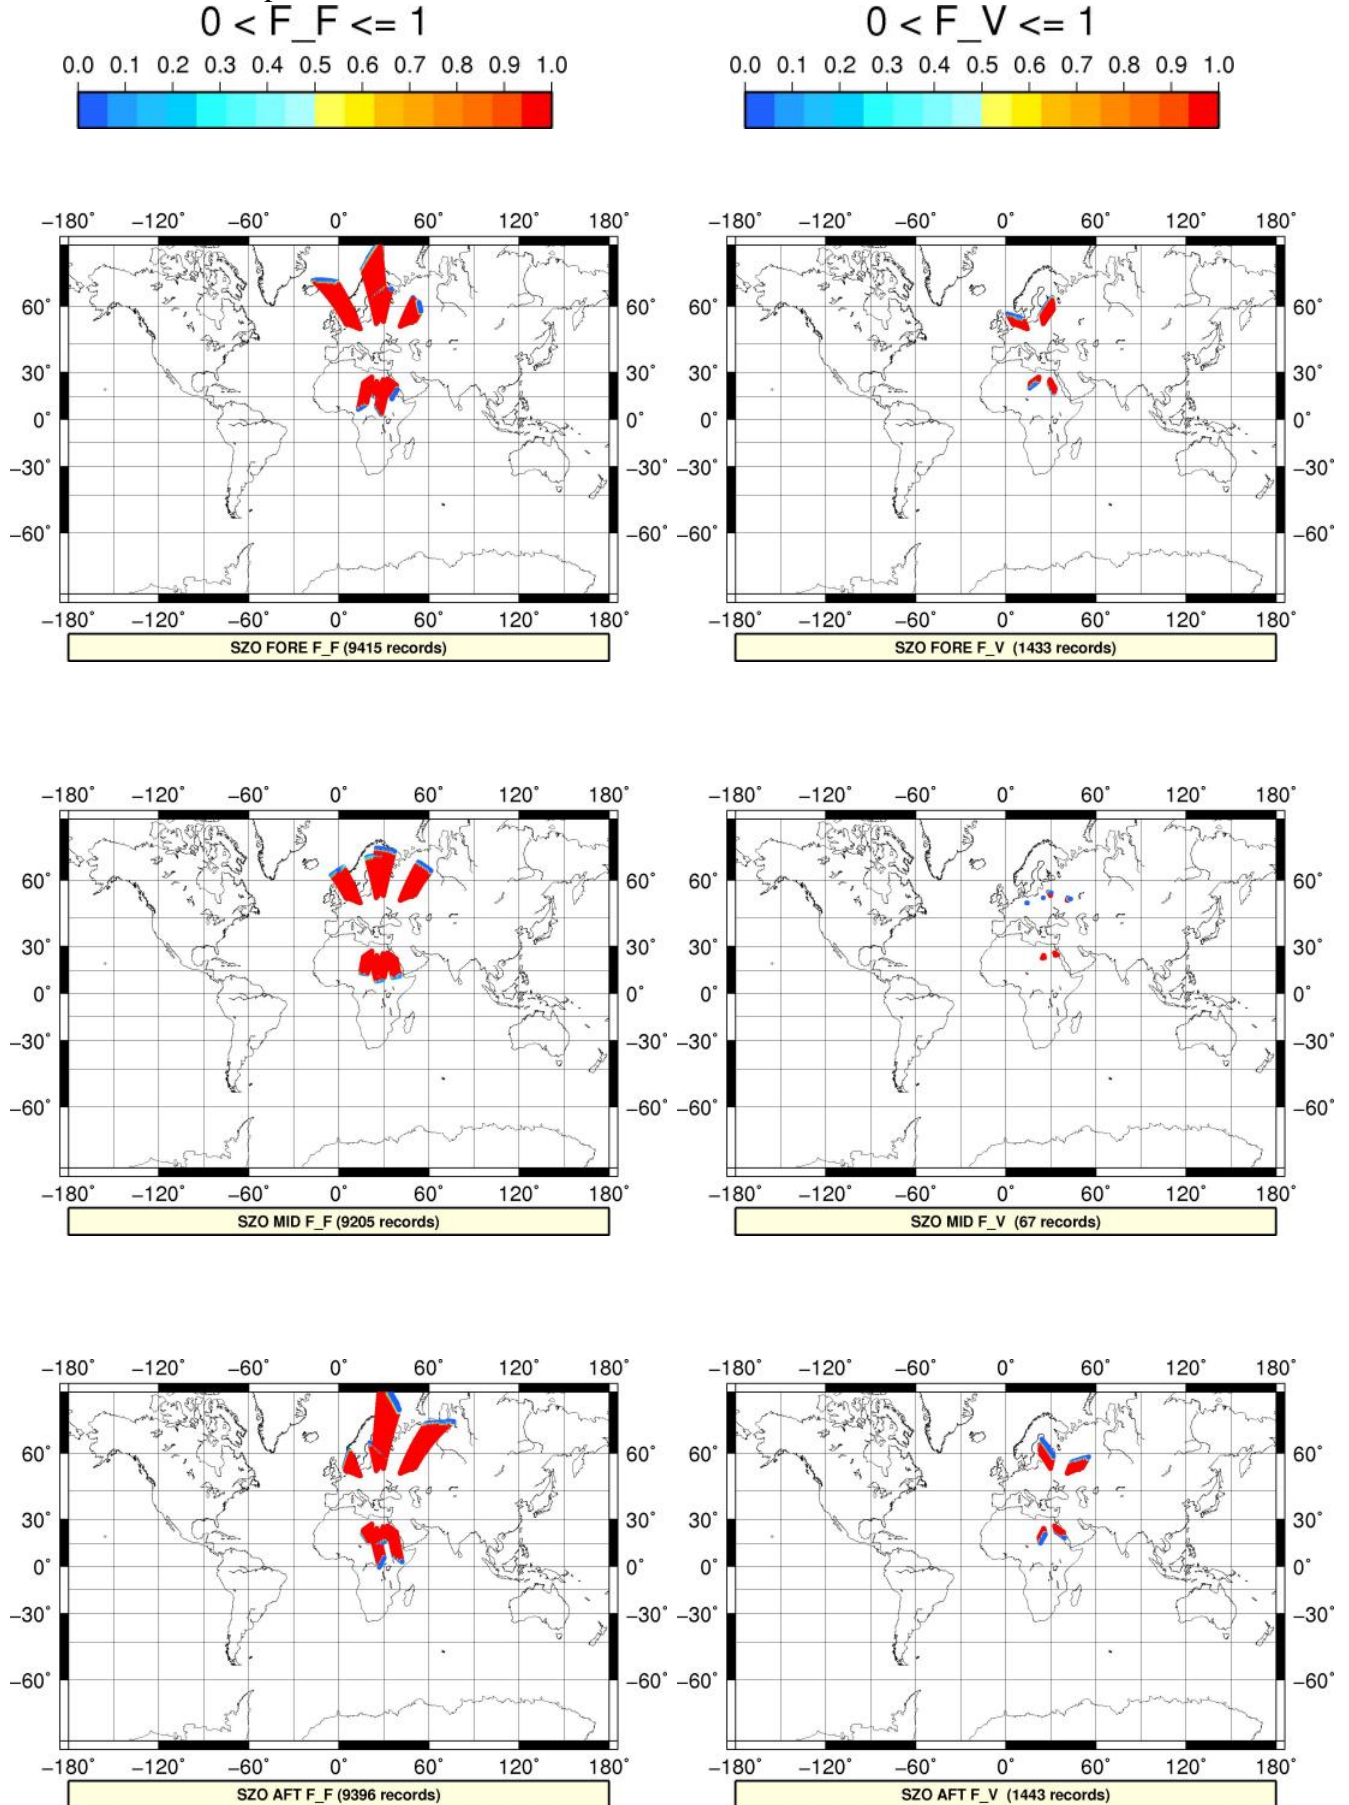 0 < F_F <= 1 0 < F_V <= 1
0.0 0.1 0.2 0.3 0.4 0.5 0.6 0.7 0.8 0.9 1.0 0.0 0.1 0.2 0.3 0.4 0.5 0.6 0.7 0.8 0.9 1.0
−180° −120° −60° 0° 60° 120° 180° −180° −120° −60° 0° 60° 120° 180°
60° 60° 60°
30° 30° 30°
0° 0° 0°
−30° −30° −30°
−60° −60° −60°
−180° −120° −60° 0° 60° 120° 180° −180° −120° −60° 0° 60° 120° 180°
SZO FORE F_F (9415 records) SZO FORE F_V (1433 records)
−180° −120° −60° 0° 60° 120° 180° −180° −120° −60° 0° 60° 120° 180°
60° 60° 60°
30° 30° 30°
0° 0° 0°
−30° −30° −30° −30°
−60° −60° −60° −60°
−180° −120° −60° 0° 60° 120° 180° −180° −120° −60° 0° 60° 120° 180°
SZO MID F_F (9205 records) SZO MID F_V (67 records)
−180° −120° −60° 0° 60° 120° 180° −180° −120° −60° 0° 60° 120° 180°
60° 60° 60°
30° 30° 30°
0° 0° 0°
−30° −30° −30° −30°
−60° −60° −60° −60°
−180° −120° −60° 0° 60° 120° 180° −180° −120° −60° 0° 60° 120° 180°
SZO AFT F_F (9396 records) SZO AFT F_V (1443 records)